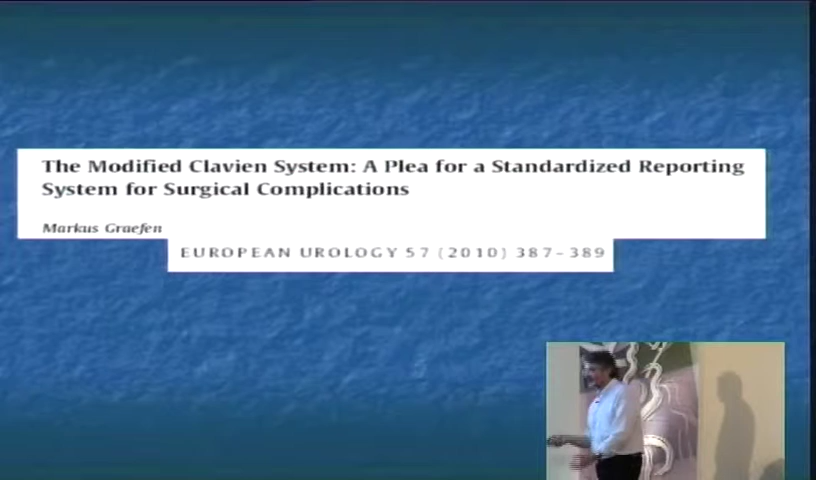 The Modified Clavien System: A Plea for a Standardized Reporting
System for Surgical Complications
Markus Graefen
EUROPEAN UROLOGY 57 (2010) 387–389